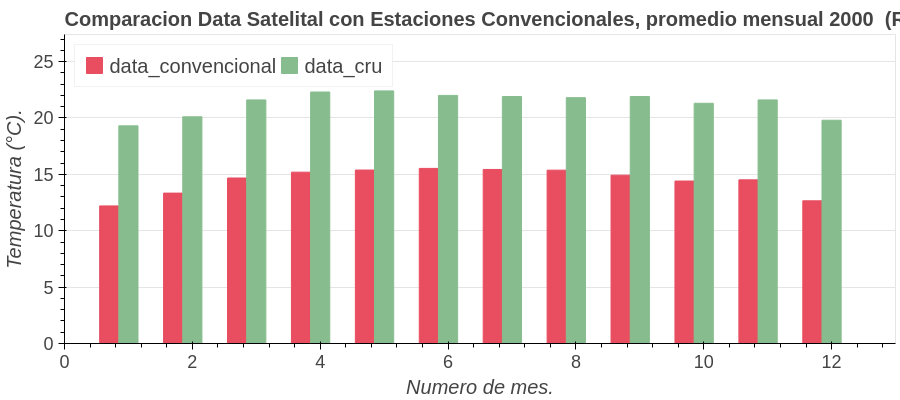 Comparacion Data Satelital con Estaciones Convencionales, promedio mensual 2000 (
data_convencional data_cru
25
20
15
10
5
0
Temperatura (°C).
0 2 4 6 8 10 12
Numero de mes.